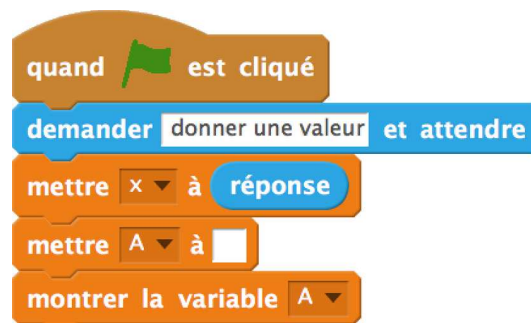 quand est cliqué
demander donner une valeur et attendre
mettre x à réponse
mettre A à
montrer la variable A